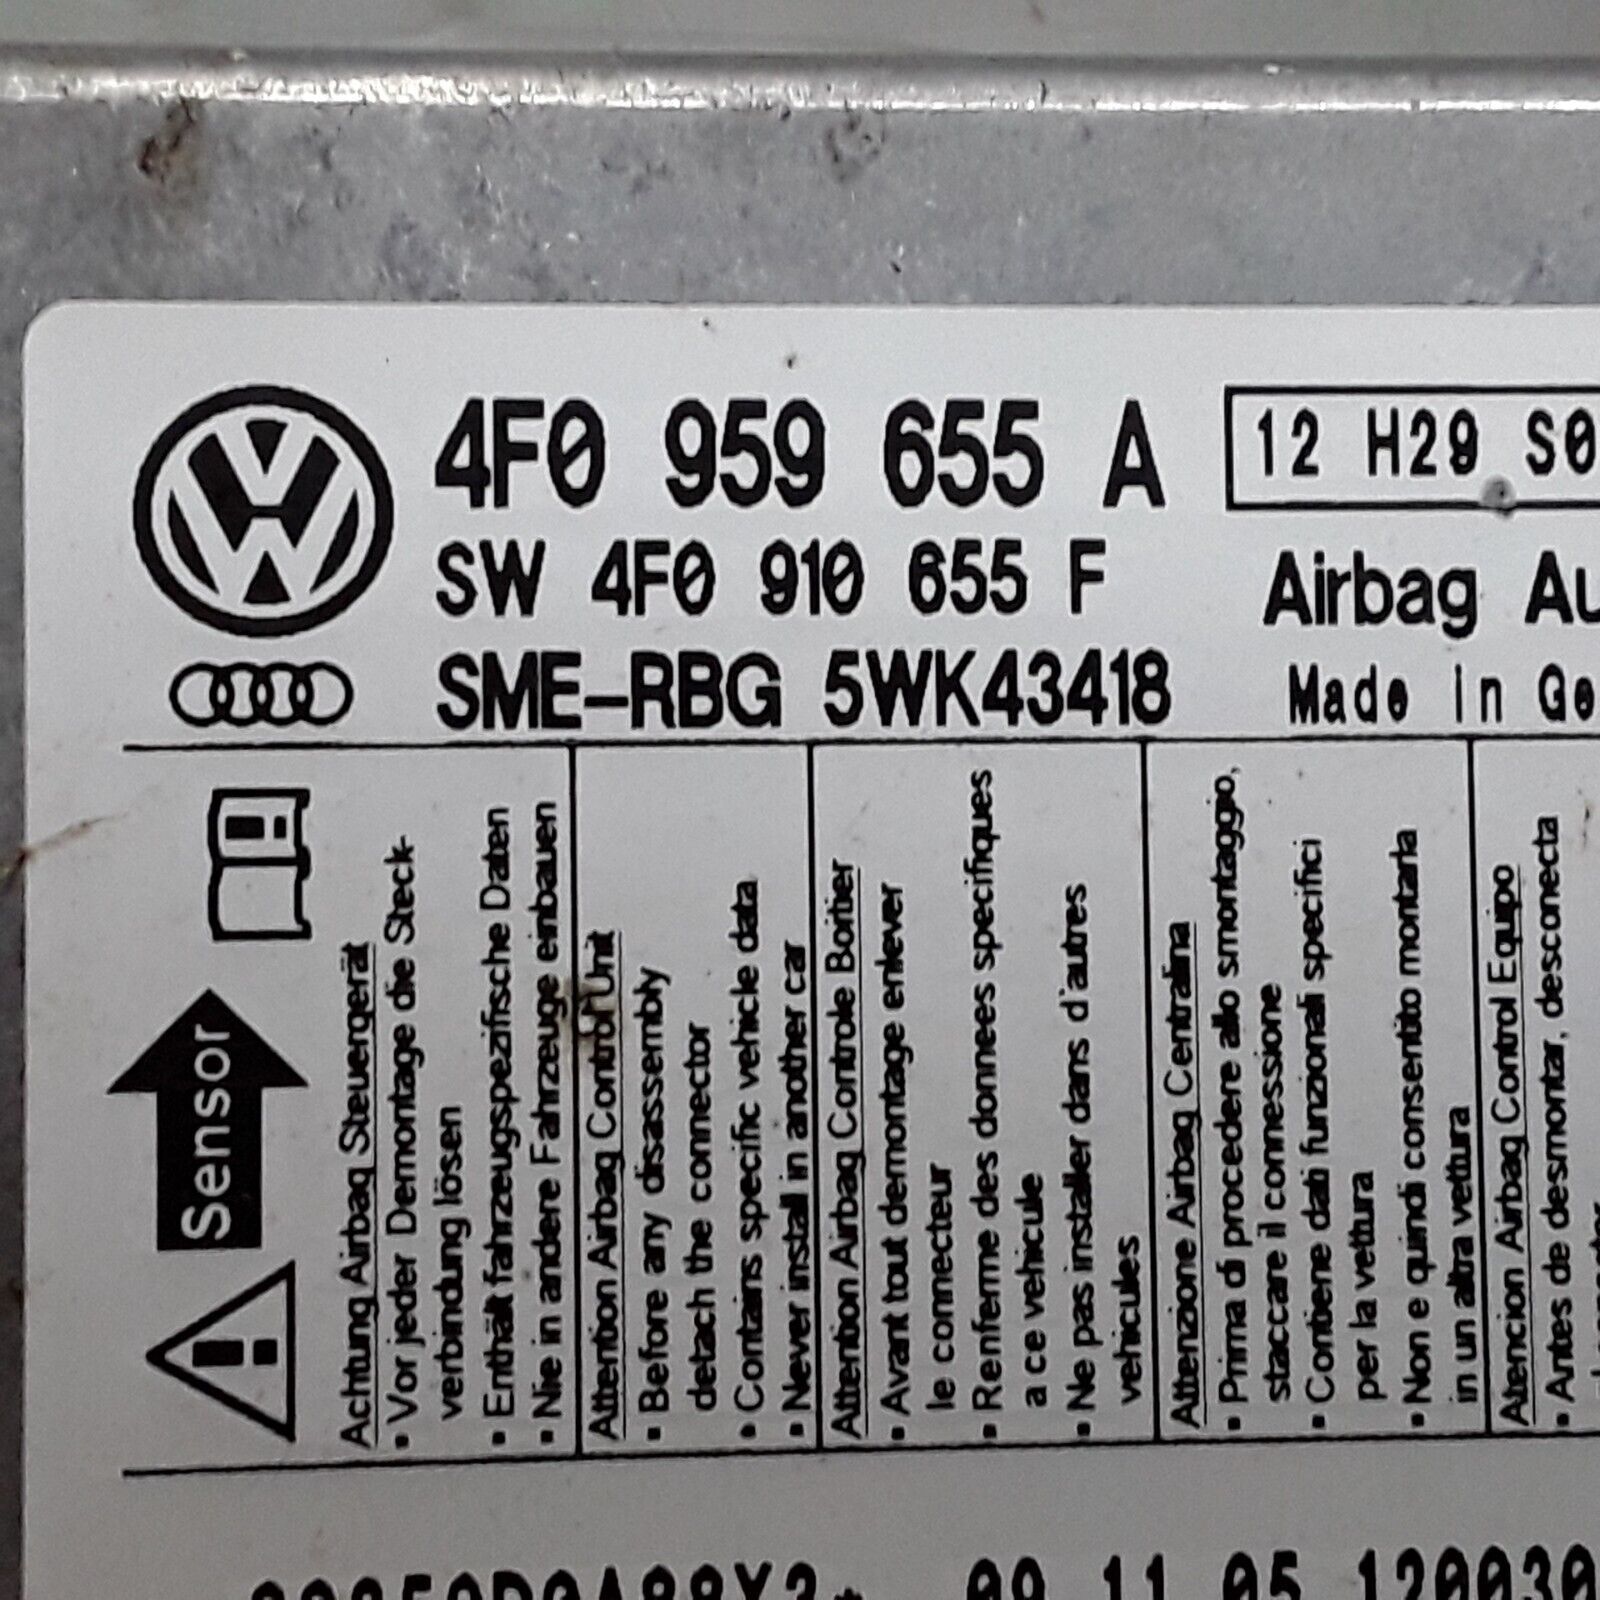 4F0 959 655 A 12 H29 S0
SW 4F0 910 655 F Airbag Au
SME-RBG 5WK43418 Made in Ge
Sensor
Achtung Airbag Steuergerät
• Vor jeder Demontage die Steck-
verbindung lösen
• Enthält fahrzeugspezifische Daten
• Nie in andere Fahrzeuge einbauen
Attention Airbag Control Unit
• Before any disassembly
detach the connector
• Contains specific vehicle data
• Never install in another car
Attention Airbag Controle Boitier
• Avant tout demontage enlever
le connecteur
• Renferme des donnees specifiques
a ce vehicule
• Ne pas installer dans d'autres
vehicules
Attenzione Airbag Centralina
• Prima di procedere allo smontaggio,
staccare il connessione
• Contiene dati funzionali specifici
per la vettura
• Non e quindi consentito montarla
in un altra vettura
Atencion Airbag Control Equipo
• Antes de desmontar, desconecta
09.11.05 120030